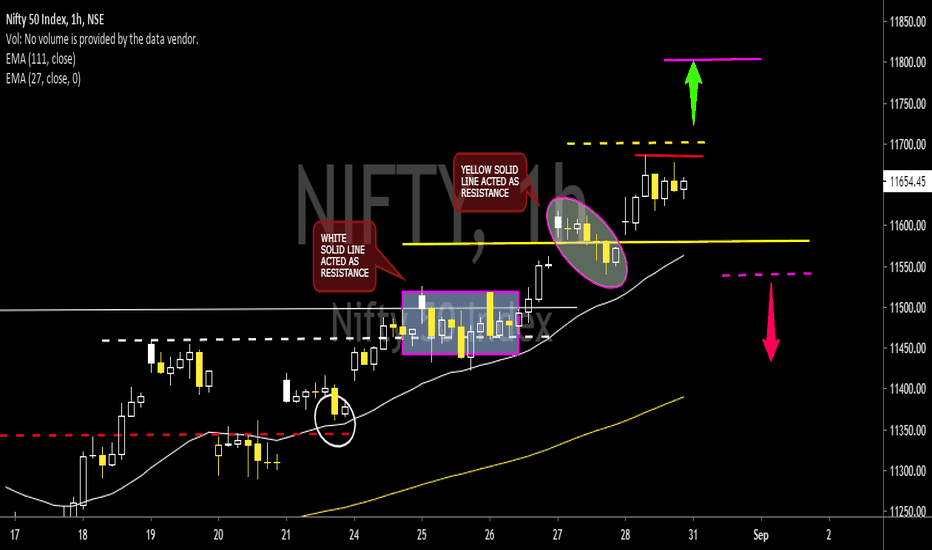 Nifty 50 Index, 1h, NSE
Vol: No volume is provided by the data vendor.
EMA (111, close)
EMA (27, close, 0)
NIFTY, 1h
Nifty 50 Index
YELLOW SOLID
LINE ACTED AS
RESISTANCE
WHITE
SOLID LINE
ACTED AS
RESISTANCE
11850.00
11800.00
11750.00
11700.00
11654.45
11600.00
11550.00
11500.00
11450.00
11400.00
11350.00
11300.00
11250.00
17 18 19 20 21 24 25 26 27 28 31 Sep 2